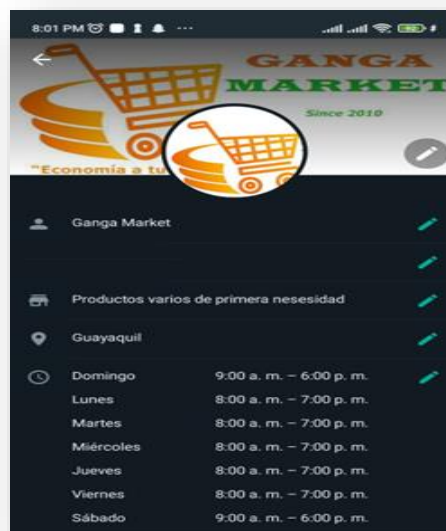 8:01 PM
GANGA
MARKET
Since 2010
"Economía a tu
Ganga Market
Productos varios de primera nesesidad
Guayaquil
Domingo 9:00 a. m. – 6:00 p. m.
Lunes 8:00 a. m. – 7:00 p. m.
Martes 8:00 a. m. – 7:00 p. m.
Miércoles 8:00 a. m. – 7:00 p. m.
Jueves 8:00 a. m. – 7:00 p. m.
Viernes 8:00 a. m. – 7:00 p. m.
Sábado 9:00 a. m. – 6:00 p. m.